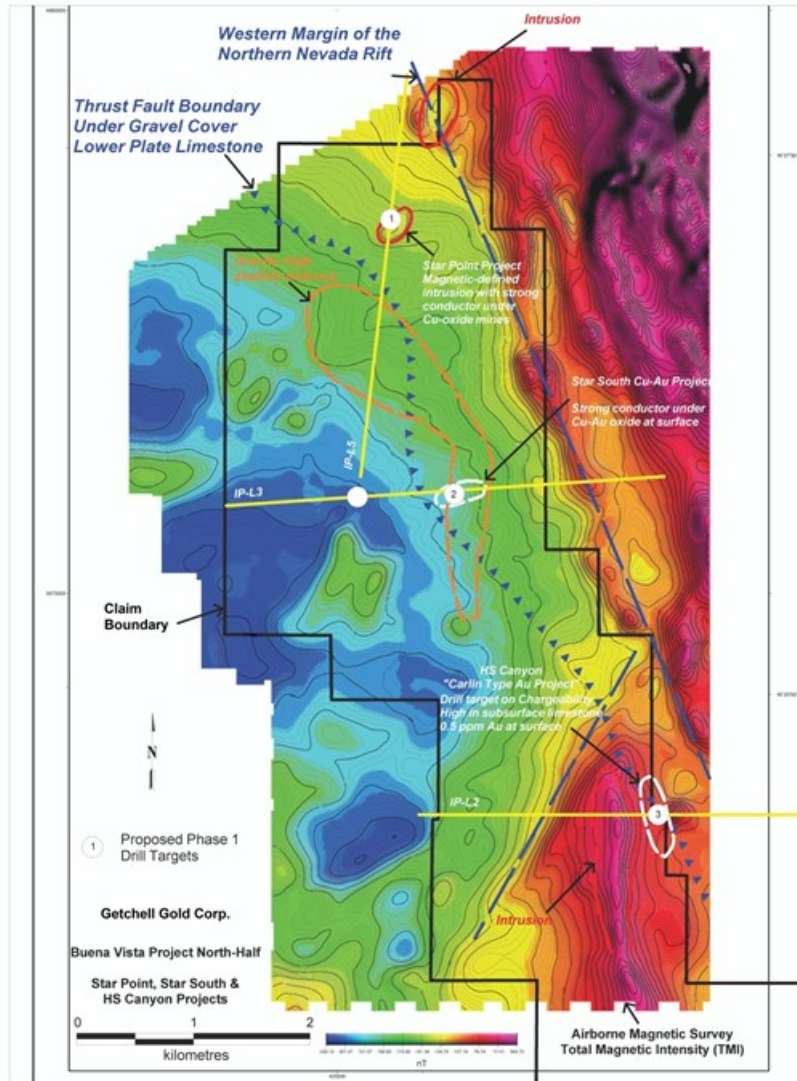 Western Margin of the
Northern Nevada Rift
Intrusion
Thrust Fault Boundary
Under Gravel Cover
Lower Plate Limestone
1
Star Point Project
Magnetic-defined
intrusion with strong
conductor under
Cu-oxide mines
Star South Cu-Au Project
Strong conductor under
Cu-Au oxide at surface
IP-L5
IP-L3
2
Claim
Boundary
HS Canyon
"Carlin Type Au Project"
Drill target on Chargeability
High in subsurface limestone
0.5 ppm Au at surface
N
IP-L2
3
1
Proposed Phase 1
Drill Targets
Intrusion
Getchell Gold Corp.
Buena Vista Project North-Half
Star Point, Star South &
HS Canyon Projects
0 1 2
kilometres
nT
Airborne Magnetic Survey
Total Magnetic Intensity (TMI)